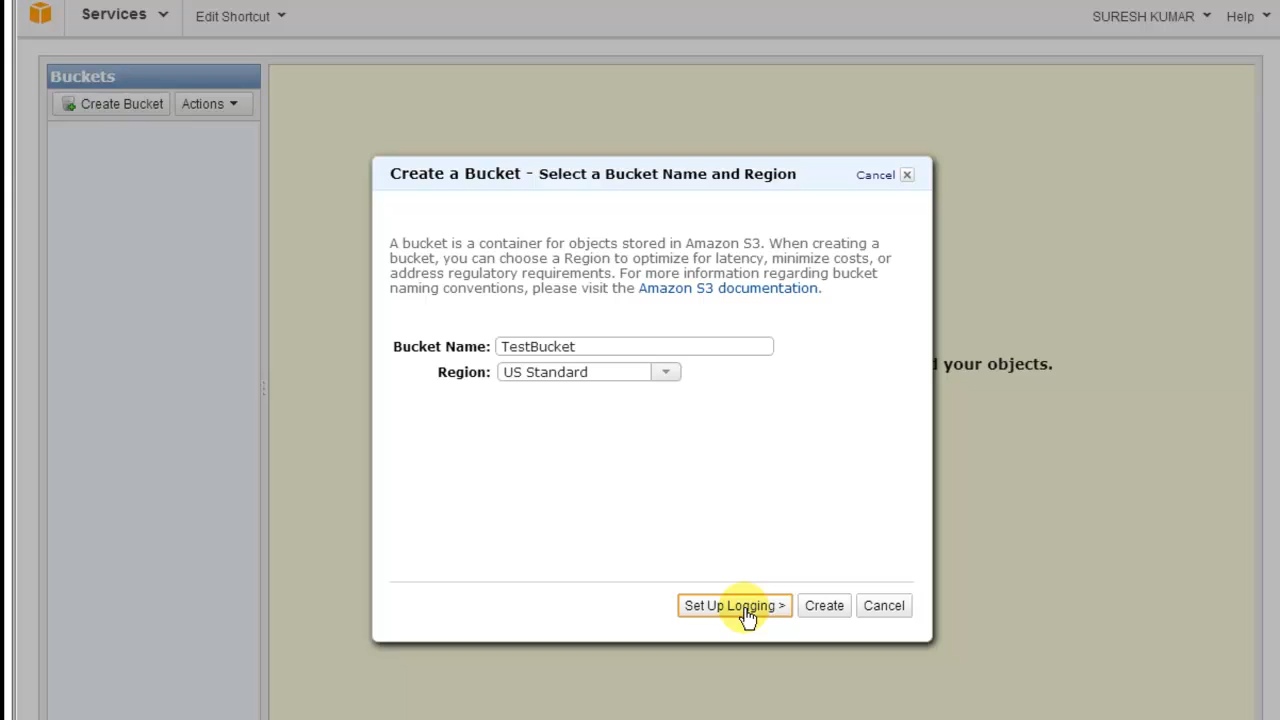 Services
Edit Shortcut
SURESH KUMAR
Help
Buckets
Create Bucket
Actions
Create a Bucket - Select a Bucket Name and Region
Cancel
A bucket is a container for objects stored in Amazon S3. When creating a
bucket, you can choose a Region to optimize for latency, minimize costs, or
address regulatory requirements. For more information regarding bucket
naming conventions, please visit the Amazon S3 documentation.
Bucket Name: TestBucket
Region: US Standard
your objects.
Set Up Logging >
Create
Cancel